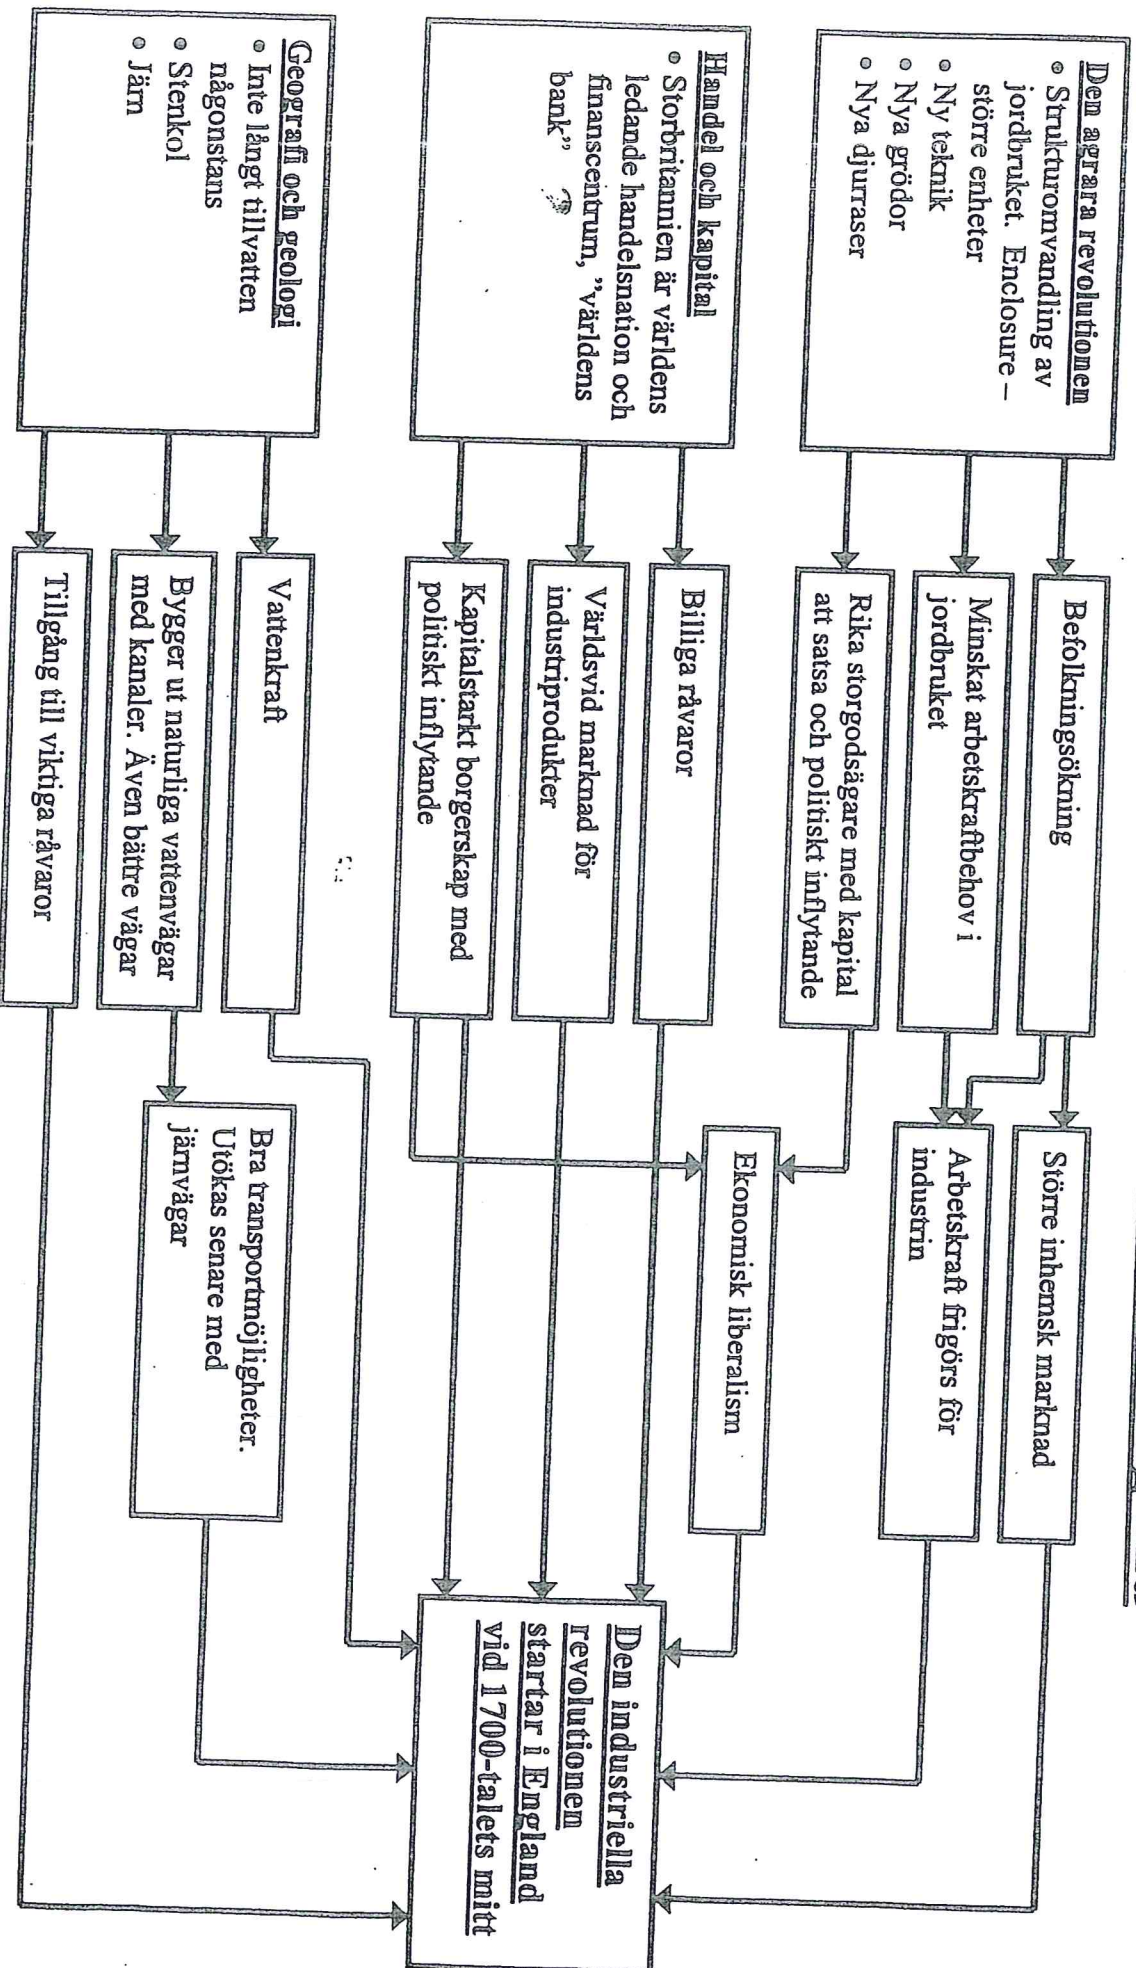 Den agrara revolutionen
• Strukturomvandling av
jordbruket. Enclosure –
större enheter
• Ny teknik
• Nya grödor
• Nya djurraser
Befolkningsökning
Minskat arbetskraftbehov i
jordbruket
Rika storgodsägare med kapital
att satsa och politiskt inflytande
Större inhemsk marknad
Arbetskraft frigörs för
industrin
Handel och kapital
• Storbritannien är världens
ledande handelsnation och
finanscentrum, ”världens
bank”
Billiga råvaror
Världsvid marknad för
industriprodukter
Kapitalstarkt borgerskap med
politiskt inflytande
Ekonomisk liberalism
Geografi och geologi
• Inte långt tillvatten
någonstans
• Stenkol
• Järn
Vattenkraft
Bygger ut naturliga vattenvägar
med kanaler. Även bättre vägar
Tillgång till viktiga råvaror
Bra transportmöjligheter.
Utökas senare med
järnvägar
Den industriella
revolutionen
startar i England
vid 1700-talets mitt